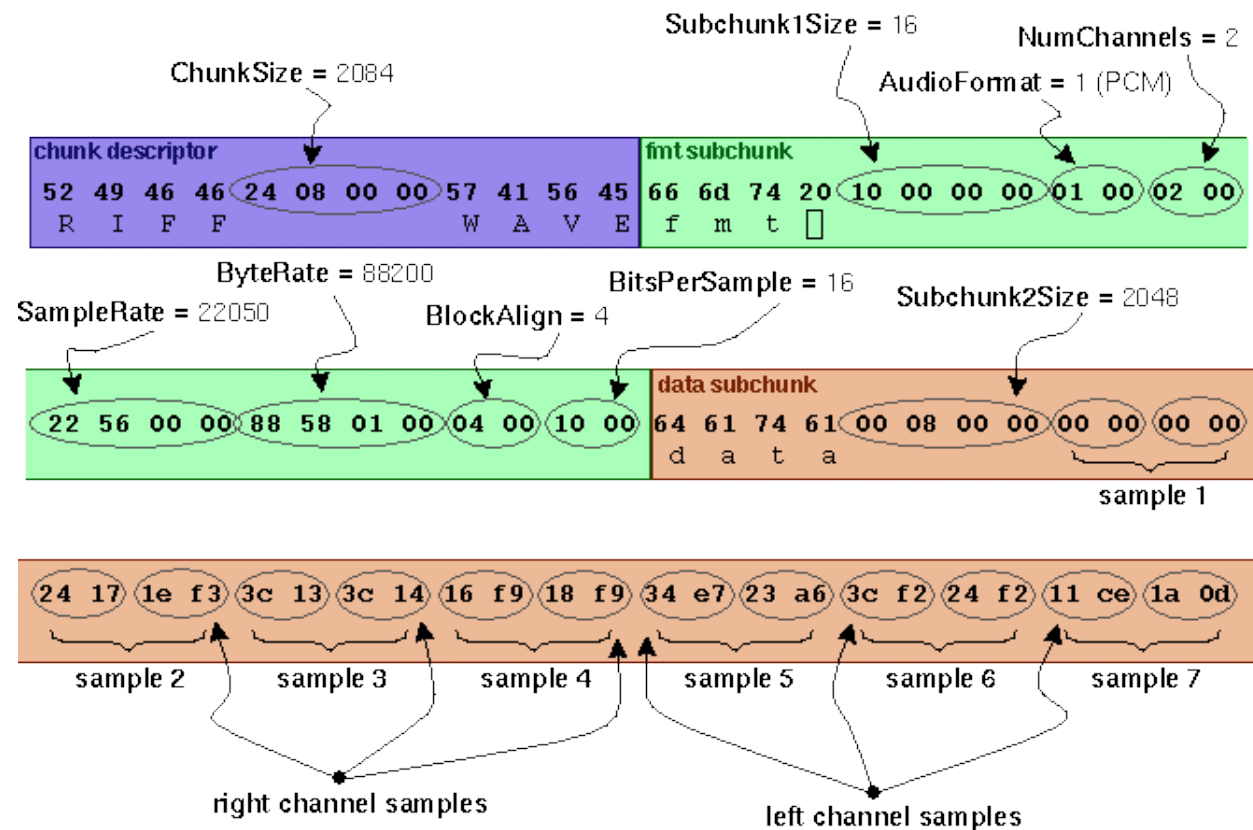 Subchunk1Size = 16
NumChannels = 2
ChunkSize = 2084
AudioFormat = 1 (PCM)
chunk descriptor
fmt subchunk
52 49 46 46 24 08 00 00 57 41 56 45 66 6d 74 20 10 00 00 00 01 00 02 00
R I F F W A V E f m t
ByteRate = 88200
BitsPerSample = 16
Subchunk2Size = 2048
SampleRate = 22050
BlockAlign = 4
data subchunk
22 56 00 00 88 58 01 00 04 00 10 00 64 61 74 61 00 08 00 00 00 00 00 00
d a t a
sample 1
24 17 1e f3 3c 13 3c 14 16 f9 18 f9 34 e7 23 a6 3c f2 24 f2 11 ce 1a 0d
sample 2 sample 3 sample 4 sample 5 sample 6 sample 7
right channel samples
left channel samples